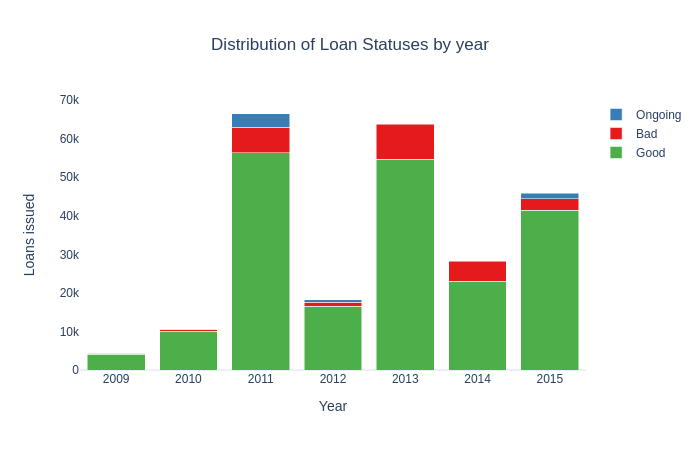 Distribution of Loan Statuses by year
70k
60k
50k
40k
30k
20k
10k
0
Loans issued
2009 2010 2011 2012 2013 2014 2015
Year
Ongoing
Bad
Good